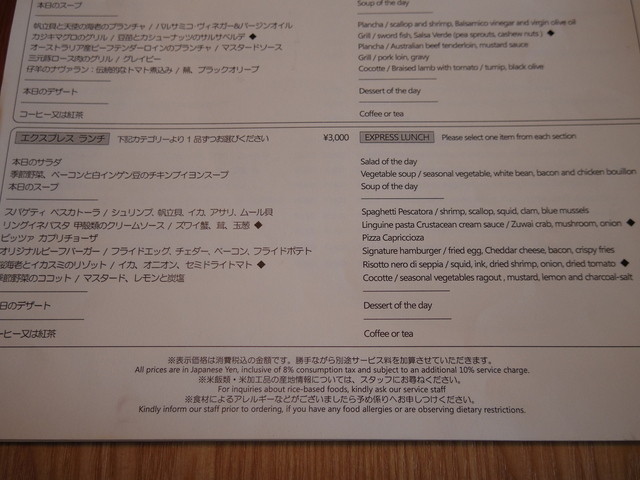 本日のスープ
Soup of the day
帆立貝と天使の海老のプランチャ / バルサミコ・ヴィネガー&バージンオイル
Plancha / scallop and shrimp, Balsamico vinegar and virgin olive oil
カジキマグロのグリル / 豆苗とカシューナッツのサルサベルデ ◆
Grill / sword fish, Salsa Verde (pea sprouts, cashew nuts ) ◆
オーストラリア産ビーフテンダーロインのプランチャ / マスタードソース
Plancha / Australian beef tenderloin, mustard sauce
三元豚ロース肉のグリル / グレイビー
Grill / pork loin, gravy
仔羊のナヴァラン:伝統的なトマト煮込み / 蕪、ブラックオリーブ
Cocotte / Braised lamb with tomato / turnip, black olive
本日のデザート
Dessert of the day
コーヒー又は紅茶
Coffee or tea
エクスプレス ランチ 下記カテゴリーより1品ずつお選びください ¥3,000
EXPRESS LUNCH Please select one item from each section
本日のサラダ
Salad of the day
季節野菜、ベーコンと白インゲン豆のチキンブイヨンスープ
Vegetable soup / seasonal vegetable, white bean, bacon and chicken bouillon
本日のスープ
Soup of the day
スパゲティ ペスカトーラ / シュリンプ、帆立貝、イカ、アサリ、ムール貝
Spaghetti Pescatora / shrimp, scallop, squid, clam, blue mussels
リングイネパスタ 甲殻類のクリームソース / ズワイ蟹、茸、玉葱 ◆
Linguine pasta Crustacean cream sauce / Zuwai crab, mushroom, onion ◆
ピッツァ カプリチョーザ
Pizza Capriccioza
オリジナルビーフバーガー / フライドエッグ、チェダー、ベーコン、フライドポテト
Signature hamburger / fried egg, Cheddar cheese, bacon, crispy fries
海老とイカスミのリゾット / イカ、オニオン、セミドライトマト ◆
Risotto nero di seppia / squid, ink, dried shrimp, onion, dried tomato ◆
季節野菜のココット / マスタード、レモンと炭塩
Cocotte / seasonal vegetables ragout , mustard, lemon and charcoal-salt
日のデザート
Dessert of the day
ーヒー又は紅茶
Coffee or tea
※表示価格は消費税込の金額です。勝手ながら別途サービス料を加算させていただきます。
All prices are in Japanese Yen, inclusive of 8% consumption tax and subject to an additional 10% service charge.
※米飯類・米加工品の産地情報については、スタッフにお尋ねください。
For inquiries about rice-based foods, kindly ask our service staff
※食材によるアレルギーなどがございましたら予め係りへお申しつけください。
Kindly inform our staff prior to ordering, if you have any food allergies or are observing dietary restrictions.